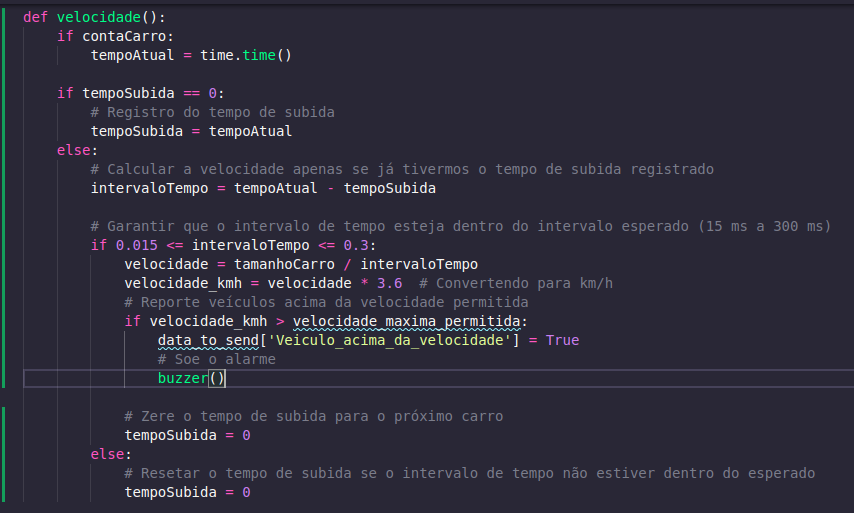 def velocidade():
    if contaCarro:
        tempoAtual = time.time()

    if tempoSubida == 0:
        # Registro do tempo de subida
        tempoSubida = tempoAtual
    else:
        # Calcular a velocidade apenas se já tivermos o tempo de subida registrado
        intervaloTempo = tempoAtual - tempoSubida

        # Garantir que o intervalo de tempo esteja dentro do intervalo esperado (15 ms a 300 ms)
        if 0.015 <= intervaloTempo <= 0.3:
            velocidade = tamanhoCarro / intervaloTempo
            velocidade_kmh = velocidade * 3.6  # Convertendo para km/h
            # Reporte veículos acima da velocidade permitida
            if velocidade_kmh > velocidade_maxima_permitida:
                data_to_send['Veiculo_acima_da_velocidade'] = True
                # Soe o alarme
                buzzer()

            # Zere o tempo de subida para o próximo carro
            tempoSubida = 0
        else:
            # Resetar o tempo de subida se o intervalo de tempo não estiver dentro do esperado
            tempoSubida = 0